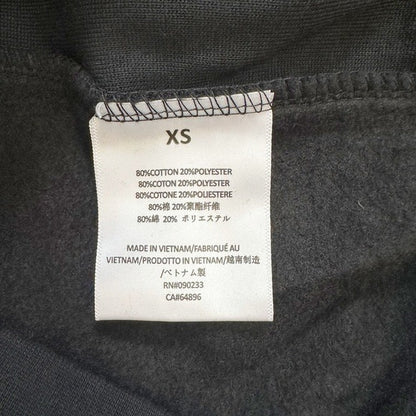 XS
80%COTTON 20%POLYESTER
80%COTON 20%POLYESTER
80%COTONE 20%POLIESTERE
80%棉 20%聚酯纤维
80%綿 20% ポリエステル
MADE IN VIETNAM/FABRIQUÉ AU
VIETNAM/PRODOTTO IN VIETNAM/越南制造
/ベトナム製
RN#090233
CA#64896